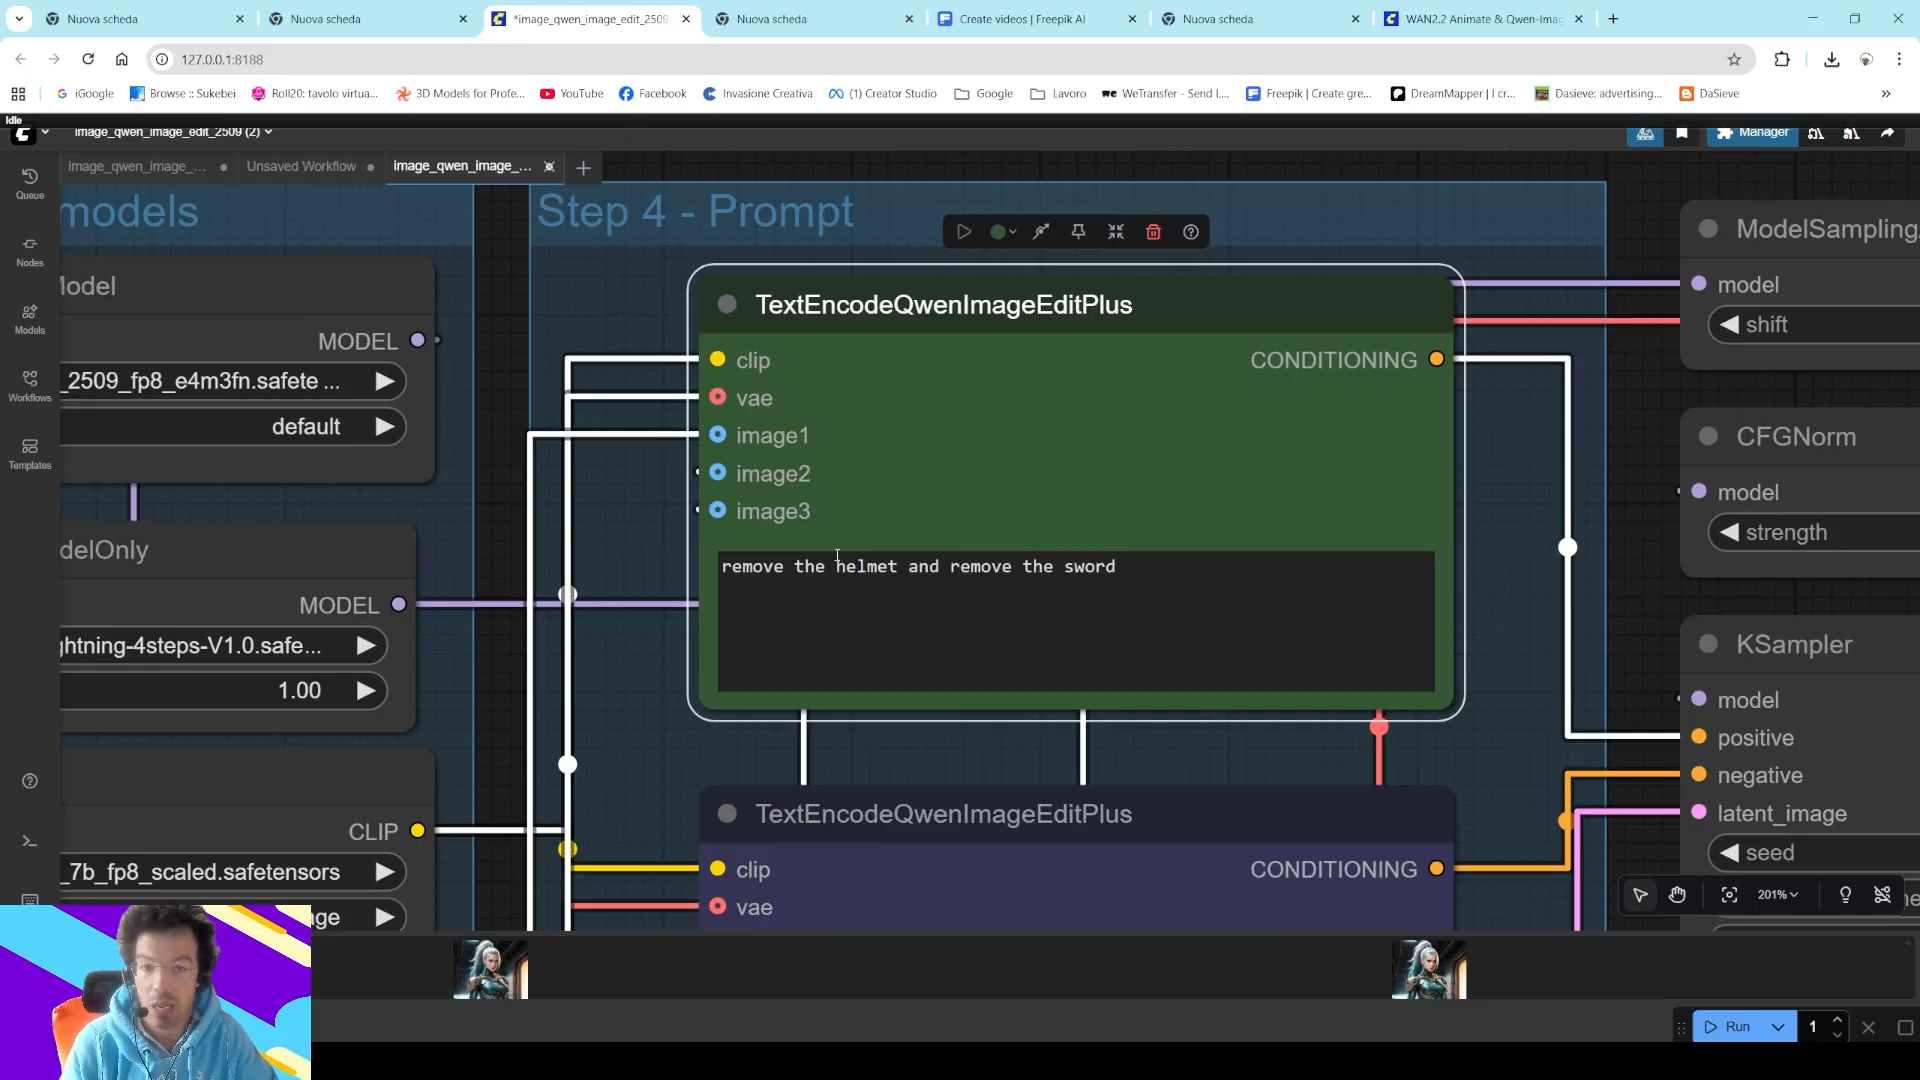 Nuova scheda
Nuova scheda
*image_qwen_image_edit_2509
Nuova scheda
Create videos | Freepik AI
Nuova scheda
WAN2.2 Animate & Qwen-Imag
127.0.0.1:8188
iGoogle
Browse :: Sukebei
Roll20: tavolo virtua...
3D Models for Profe...
YouTube
Facebook
Invasione Creativa
(1) Creator Studio
Google
Lavoro
WeTransfer - Send L...
Freepik | Create gre...
DreamMapper | I cr...
Dasieve: advertising...
DaSieve
Idle
image_qwen_image_edit_2509 (2)
Manager
image_qwen_image_...
Unsaved Workflow
image_qwen_image_...
Queue
Nodes
Models
Workflows
Templates
models
Model
MODEL
_2509_fp8_e4m3fn.safete ...
default
delOnly
MODEL
ghtning-4steps-V1.0.safe...
1.00
CLIP
_7b_fp8_scaled.safetensors
age
Step 4 - Prompt
TextEncodeQwenImageEditPlus
clip
CONDITIONING
vae
image1
image2
image3
remove the helmet and remove the sword
TextEncodeQwenImageEditPlus
clip
CONDITIONING
vae
ModelSampling
model
shift
CFGNorm
model
strength
KSampler
model
positive
negative
latent_image
seed
201%
Run
1